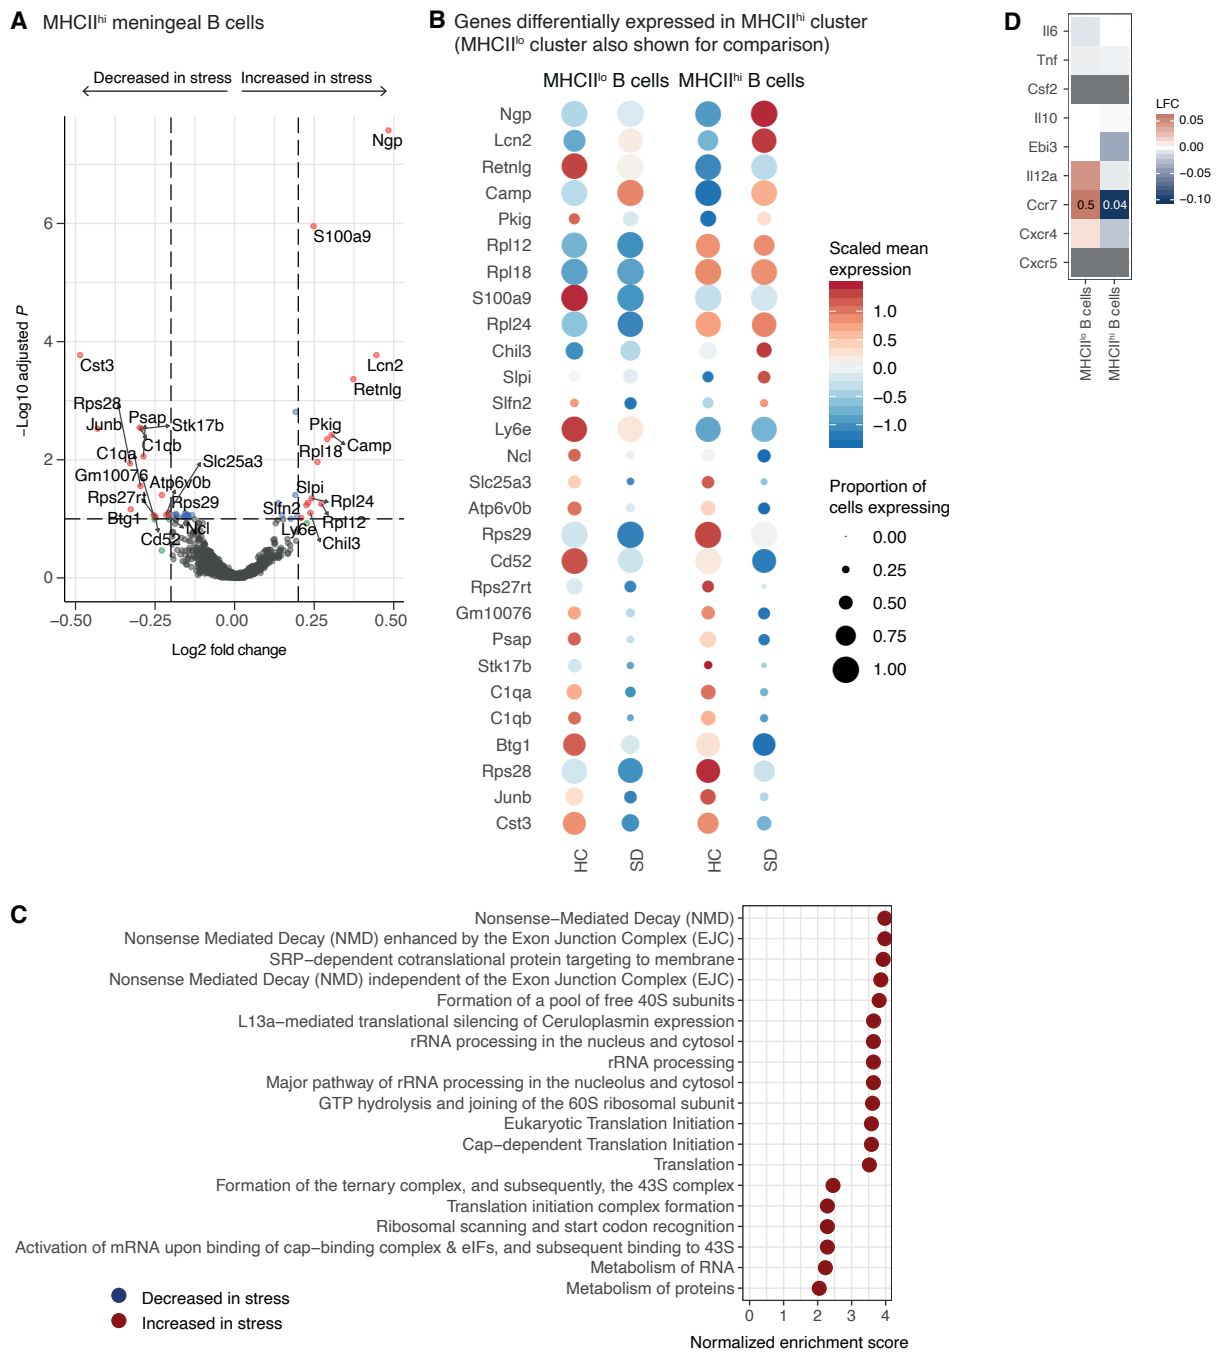 A MHCIIhi meningeal B cells
Decreased in stress Increased in stress
Ngp
S100a9
Cst3
Lcn2
Retnlg
Rps28
Junb
Psap
Stk17b
Pkig
Camp
C1qa
C1qb
Rpl18
Gm10076
Slc25a3
Atp6v0b
Slpi
Rps27rt
Rps29
Slfn2
Rpl24
Btg1
Ncl
Ly6e
Rpl12
Cd52
Chil3
6
4
2
0
−Log10 adjusted P
−0.50 −0.25 0.00 0.25 0.50
Log2 fold change
B Genes differentially expressed in MHCIIhi cluster
(MHCIIlo cluster also shown for comparison)
MHCIIlo B cells MHCIIhi B cells
Ngp
Lcn2
Retnlg
Camp
Pkig
Rpl12
Rpl18
S100a9
Rpl24
Chil3
Slpi
Slfn2
Ly6e
Ncl
Slc25a3
Atp6v0b
Rps29
Cd52
Rps27rt
Gm10076
Psap
Stk17b
C1qa
C1qb
Btg1
Rps28
Junb
Cst3
HC SD HC SD
Scaled mean
expression
1.0
0.5
0.0
−0.5
−1.0
Proportion of
cells expressing
0.00
0.25
0.50
0.75
1.00
D
Il6
Tnf
Csf2
Il10
Ebi3
Il12a
Ccr7 0.5 0.04
Cxcr4
Cxcr5
MHCIIlo B cells
MHCIIhi B cells
LFC
0.05
0.00
−0.05
−0.10
C
Nonsense−Mediated Decay (NMD)
Nonsense Mediated Decay (NMD) enhanced by the Exon Junction Complex (EJC)
SRP−dependent cotranslational protein targeting to membrane
Nonsense Mediated Decay (NMD) independent of the Exon Junction Complex (EJC)
Formation of a pool of free 40S subunits
L13a−mediated translational silencing of Ceruloplasmin expression
rRNA processing in the nucleus and cytosol
rRNA processing
Major pathway of rRNA processing in the nucleolus and cytosol
GTP hydrolysis and joining of the 60S ribosomal subunit
Eukaryotic Translation Initiation
Cap−dependent Translation Initiation
Translation
Formation of the ternary complex, and subsequently, the 43S complex
Translation initiation complex formation
Ribosomal scanning and start codon recognition
Activation of mRNA upon binding of cap−binding complex & eIFs, and subsequent binding to 43S
Metabolism of RNA
Metabolism of proteins
Decreased in stress
Increased in stress
0 1 2 3 4
Normalized enrichment score